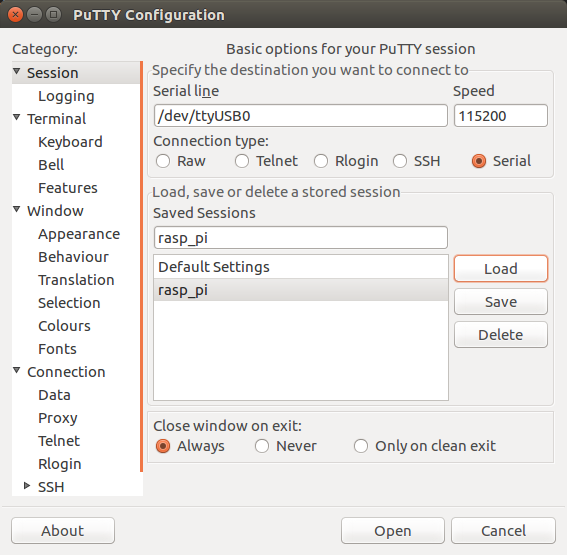 PuTTY Configuration
Category:
Basic options for your PuTTY session
Session
Logging
Terminal
Keyboard
Bell
Features
Window
Appearance
Behaviour
Translation
Selection
Colours
Fonts
Connection
Data
Proxy
Telnet
Rlogin
SSH
Specify the destination you want to connect to
Serial line Speed
/dev/ttyUSB0 115200
Connection type:
Raw Telnet Rlogin SSH Serial
Load, save or delete a stored session
Saved Sessions
rasp_pi
Default Settings
rasp_pi
Load
Save
Delete
Close window on exit:
Always Never Only on clean exit
About Open Cancel